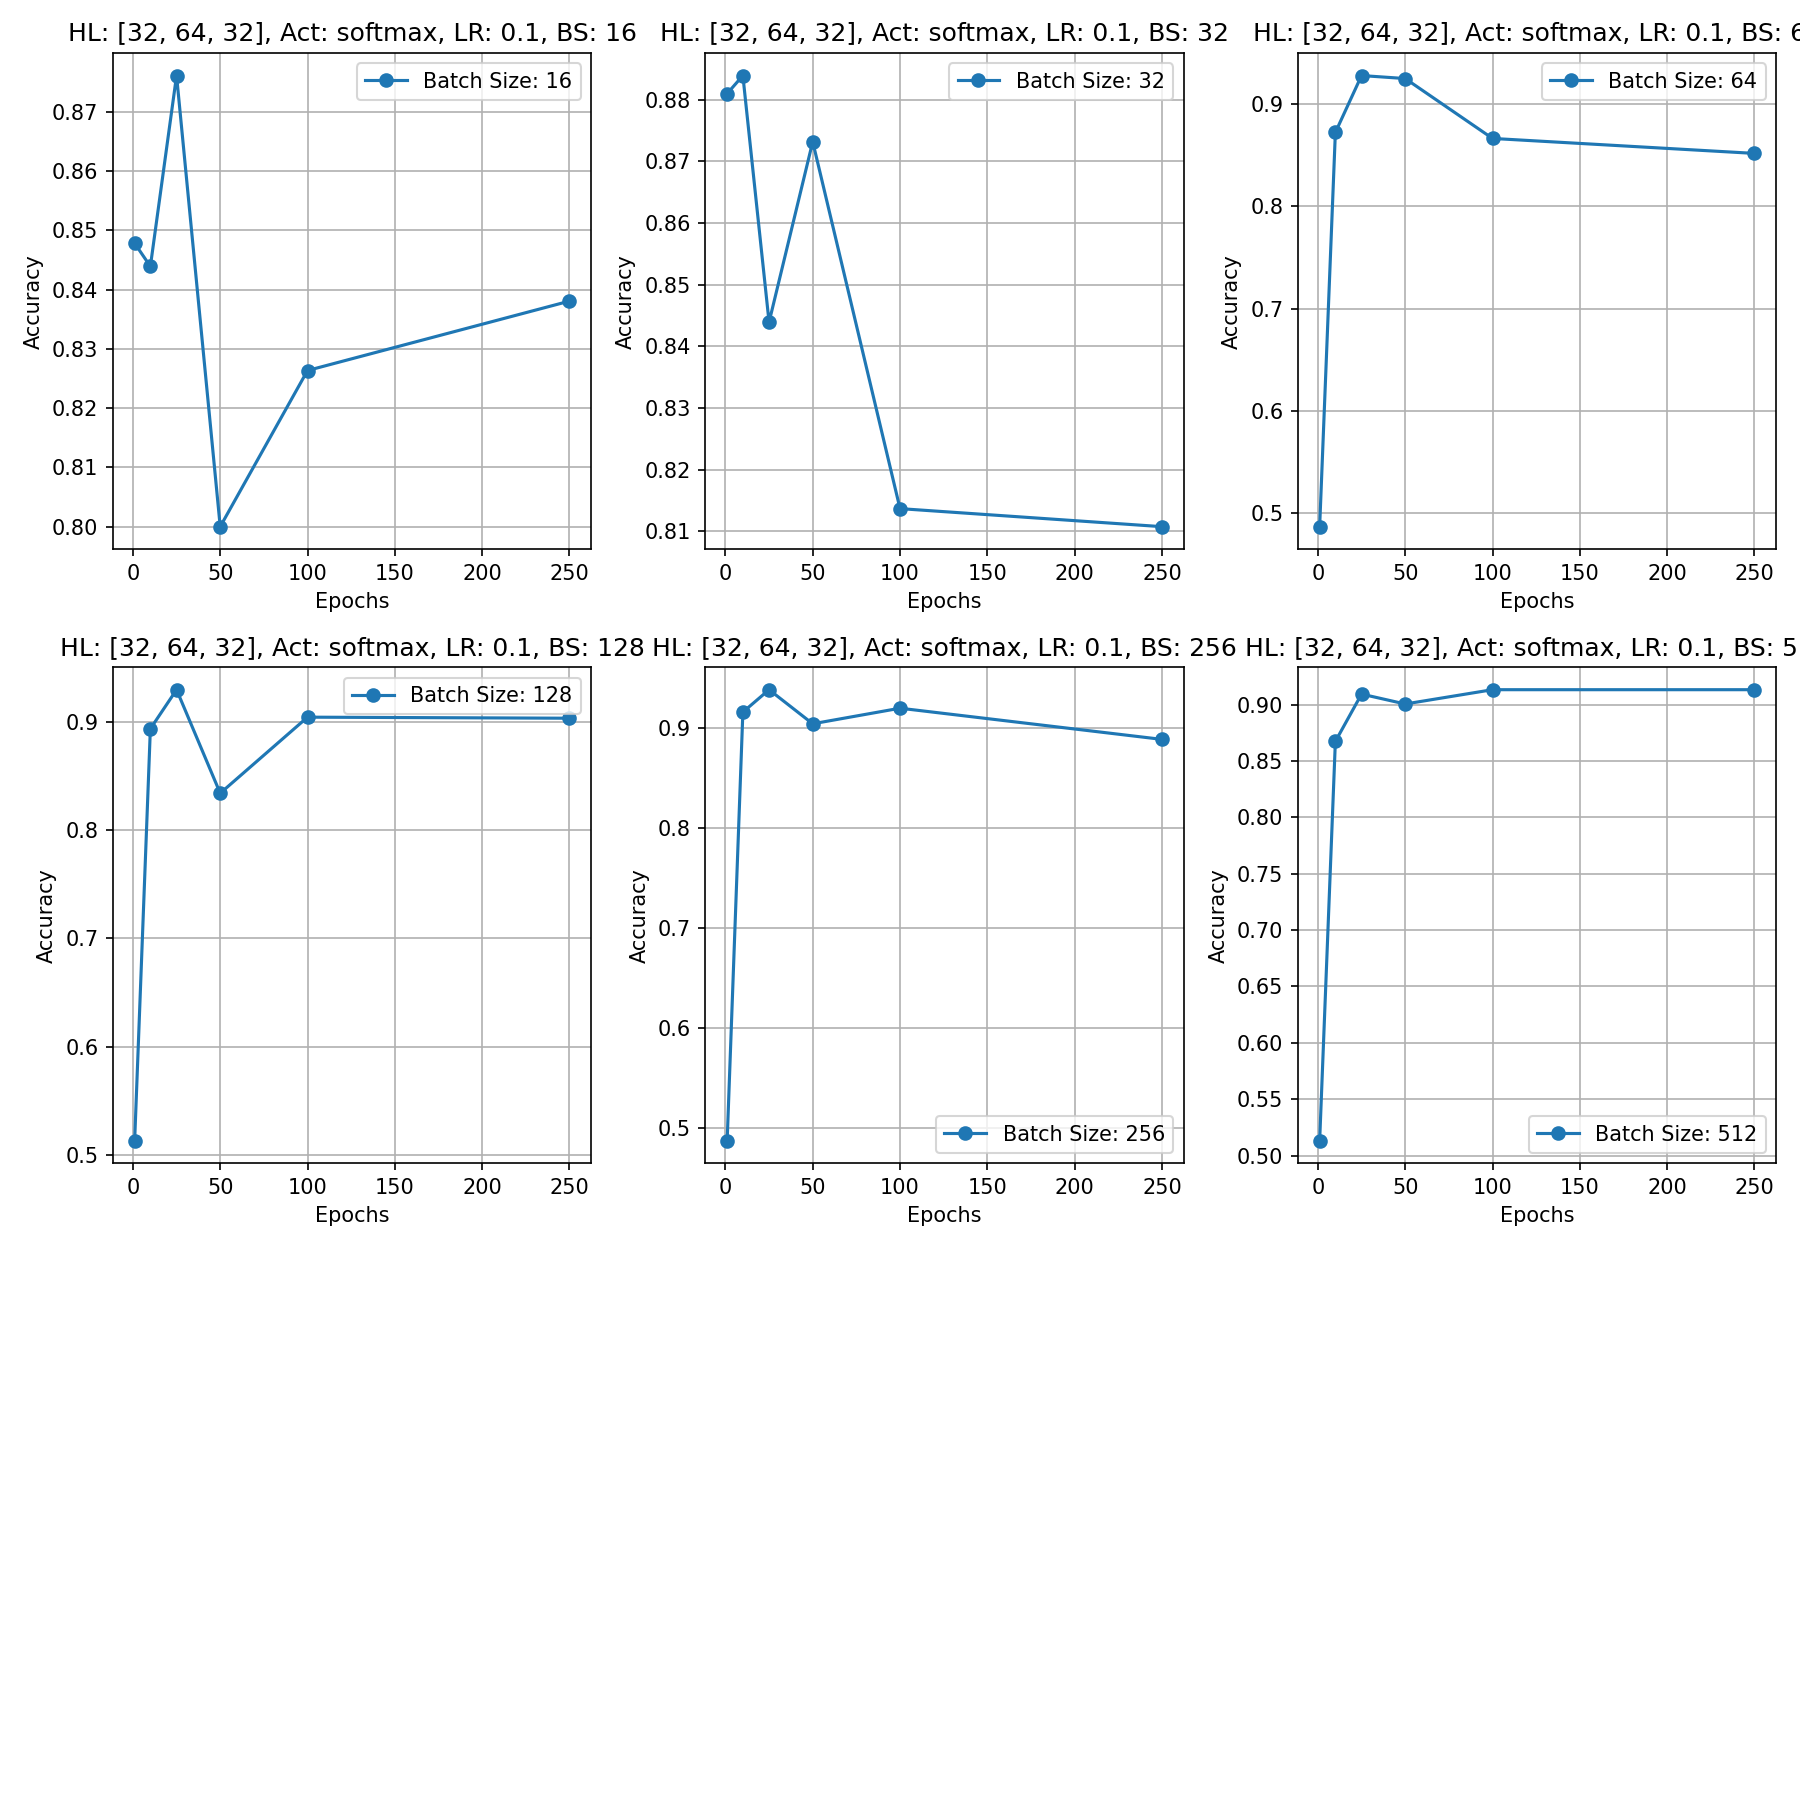 HL: [32, 64, 32], Act: softmax, LR: 0.1, BS: 16
Batch Size: 16
Accuracy
0.87
0.86
0.85
0.84
0.83
0.82
0.81
0.80
0 50 100 150 200 250
Epochs
HL: [32, 64, 32], Act: softmax, LR: 0.1, BS: 32
Batch Size: 32
Accuracy
0.88
0.87
0.86
0.85
0.84
0.83
0.82
0.81
0 50 100 150 200 250
Epochs
HL: [32, 64, 32], Act: softmax, LR: 0.1, BS: 6
Batch Size: 64
Accuracy
0.9
0.8
0.7
0.6
0.5
0 50 100 150 200 250
Epochs
HL: [32, 64, 32], Act: softmax, LR: 0.1, BS: 128
Batch Size: 128
Accuracy
0.9
0.8
0.7
0.6
0.5
0 50 100 150 200 250
Epochs
HL: [32, 64, 32], Act: softmax, LR: 0.1, BS: 256
Accuracy
0.9
0.8
0.7
0.6
0.5
Batch Size: 256
0 50 100 150 200 250
Epochs
HL: [32, 64, 32], Act: softmax, LR: 0.1, BS: 5
Accuracy
0.90
0.85
0.80
0.75
0.70
0.65
0.60
0.55
0.50
Batch Size: 512
0 50 100 150 200 250
Epochs